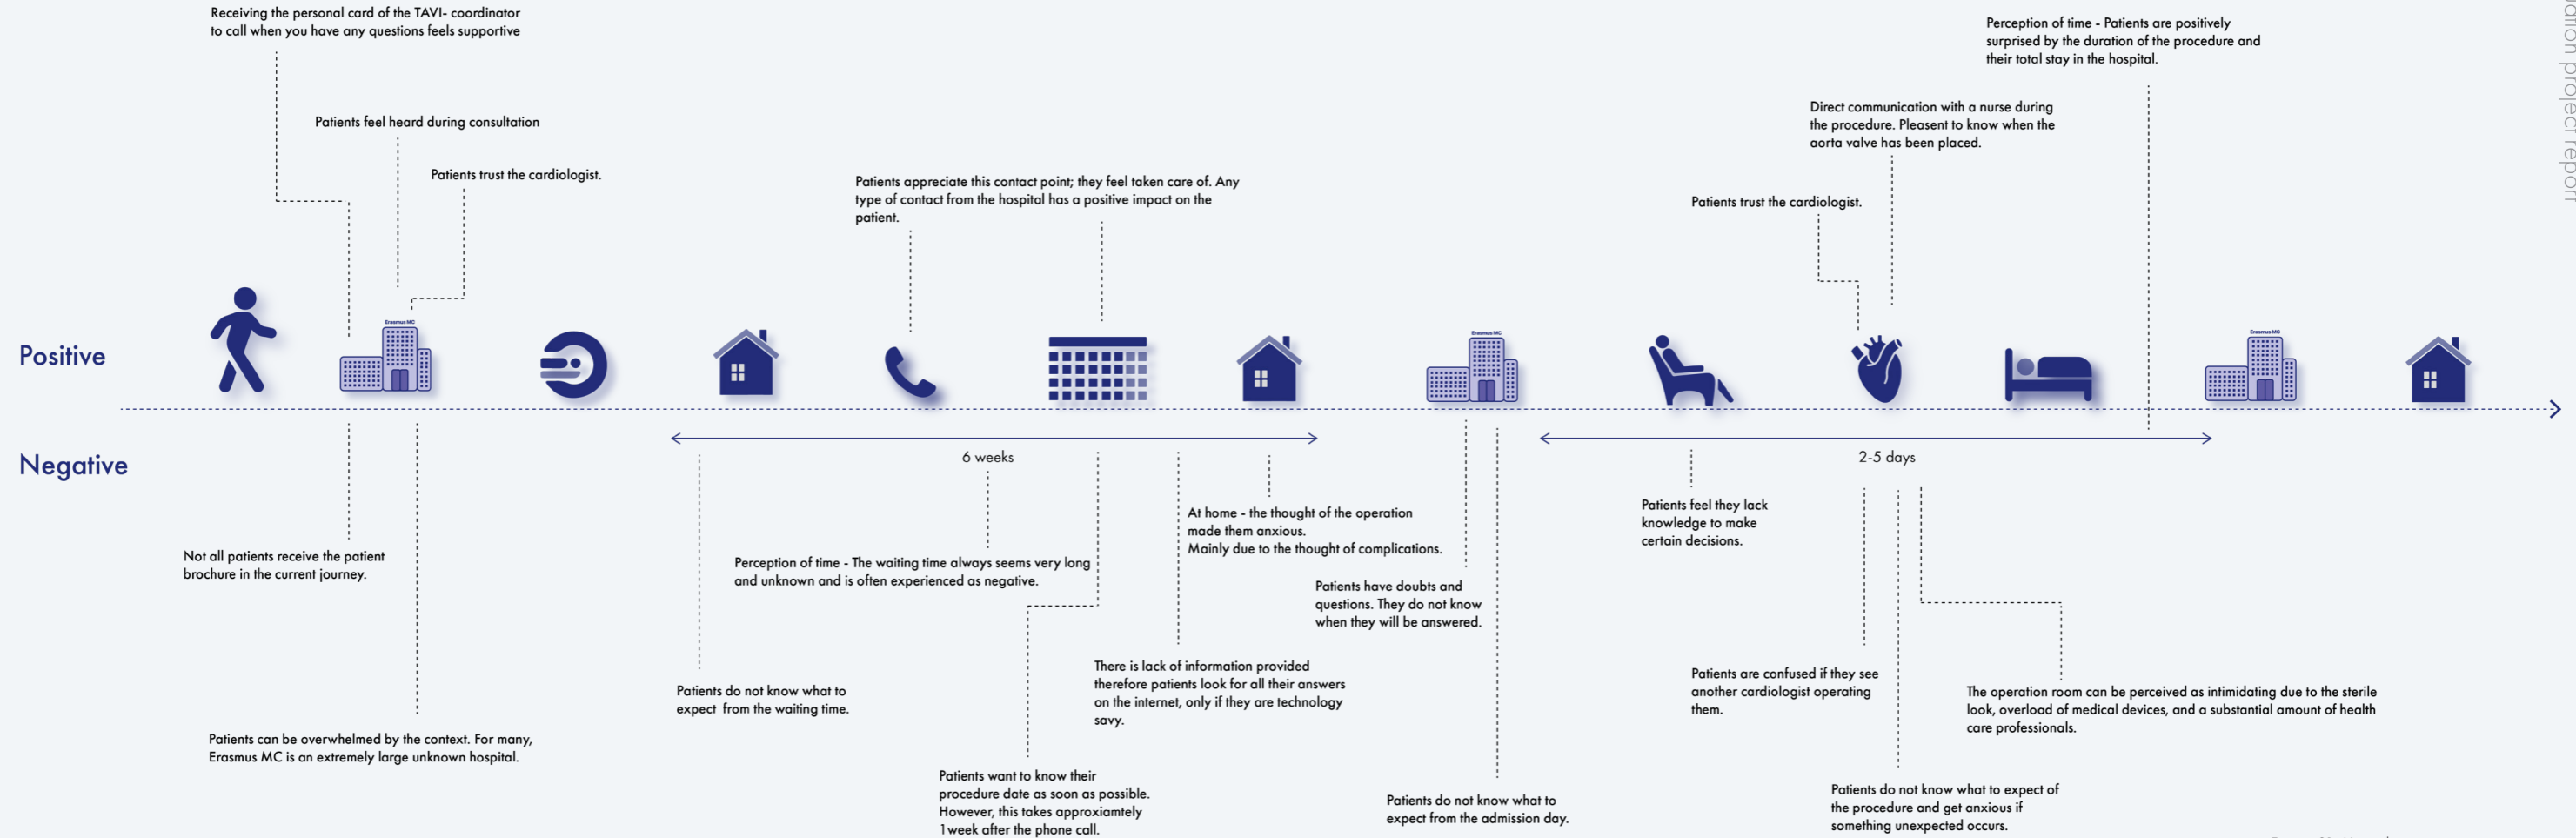 Receiving the personal card of the TAVI- coordinator
to call when you have any questions feels supportive
Patients feel heard during consultation
Patients trust the cardiologist.
Patients appreciate this contact point; they feel taken care of. Any
type of contact from the hospital has a positive impact on the
patient.
Patients trust the cardiologist.
Direct communication with a nurse during
the procedure. Pleasent to know when the
aorta valve has been placed.
Perception of time - Patients are positively
surprised by the duration of the procedure and
their total stay in the hospital.
project report
Positive
Erasmus MC
Erasmus MC
Erasmus MC
Negative
6 weeks
2-5 days
Not all patients receive the patient
brochure in the current journey.
Patients can be overwhelmed by the context. For many,
Erasmus MC is an extremely large unknown hospital.
Patients do not know what to
expect from the waiting time.
Perception of time - The waiting time always seems very long
and unknown and is often experienced as negative.
Patients want to know their
procedure date as soon as possible.
However, this takes approxiamtely
1week after the phone call.
There is lack of information provided
therefore patients look for all their answers
on the internet, only if they are technology
savy.
At home - the thought of the operation
made them anxious.
Mainly due to the thought of complications.
Patients have doubts and
questions. They do not know
when they will be answered.
Patients do not know what to
expect from the admission day.
Patients feel they lack
knowledge to make
certain decisions.
Patients are confused if they see
another cardiologist operating
them.
Patients do not know what to expect of
the procedure and get anxious if
something unexpected occurs.
The operation room can be perceived as intimidating due to the sterile
look, overload of medical devices, and a substantial amount of health
care professionals.